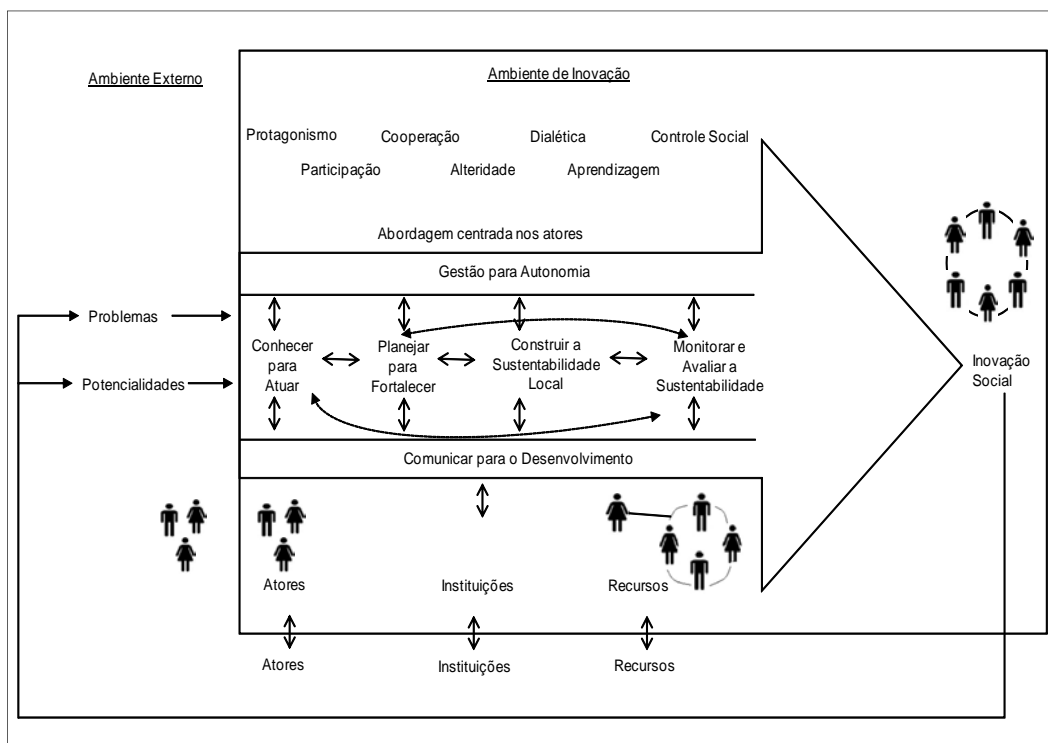 Ambiente Externo
Ambiente de Inovação
Protagonismo
Cooperação
Dialética
Controle Social
Participação
Alteridade
Aprendizagem
Abordagem centrada nos atores
Gestão para Autonomia
Problemas
Potencialidades
Conhecer
para
Atuar
Planejar
para
Fortalecer
Construir a
Sustentabilidade
Local
Monitorar e
Avaliar a
Sustentabilidade
Inovação
Social
Comunicar para o Desenvolvimento
Atores
Instituições
Recursos
Atores
Instituições
Recursos